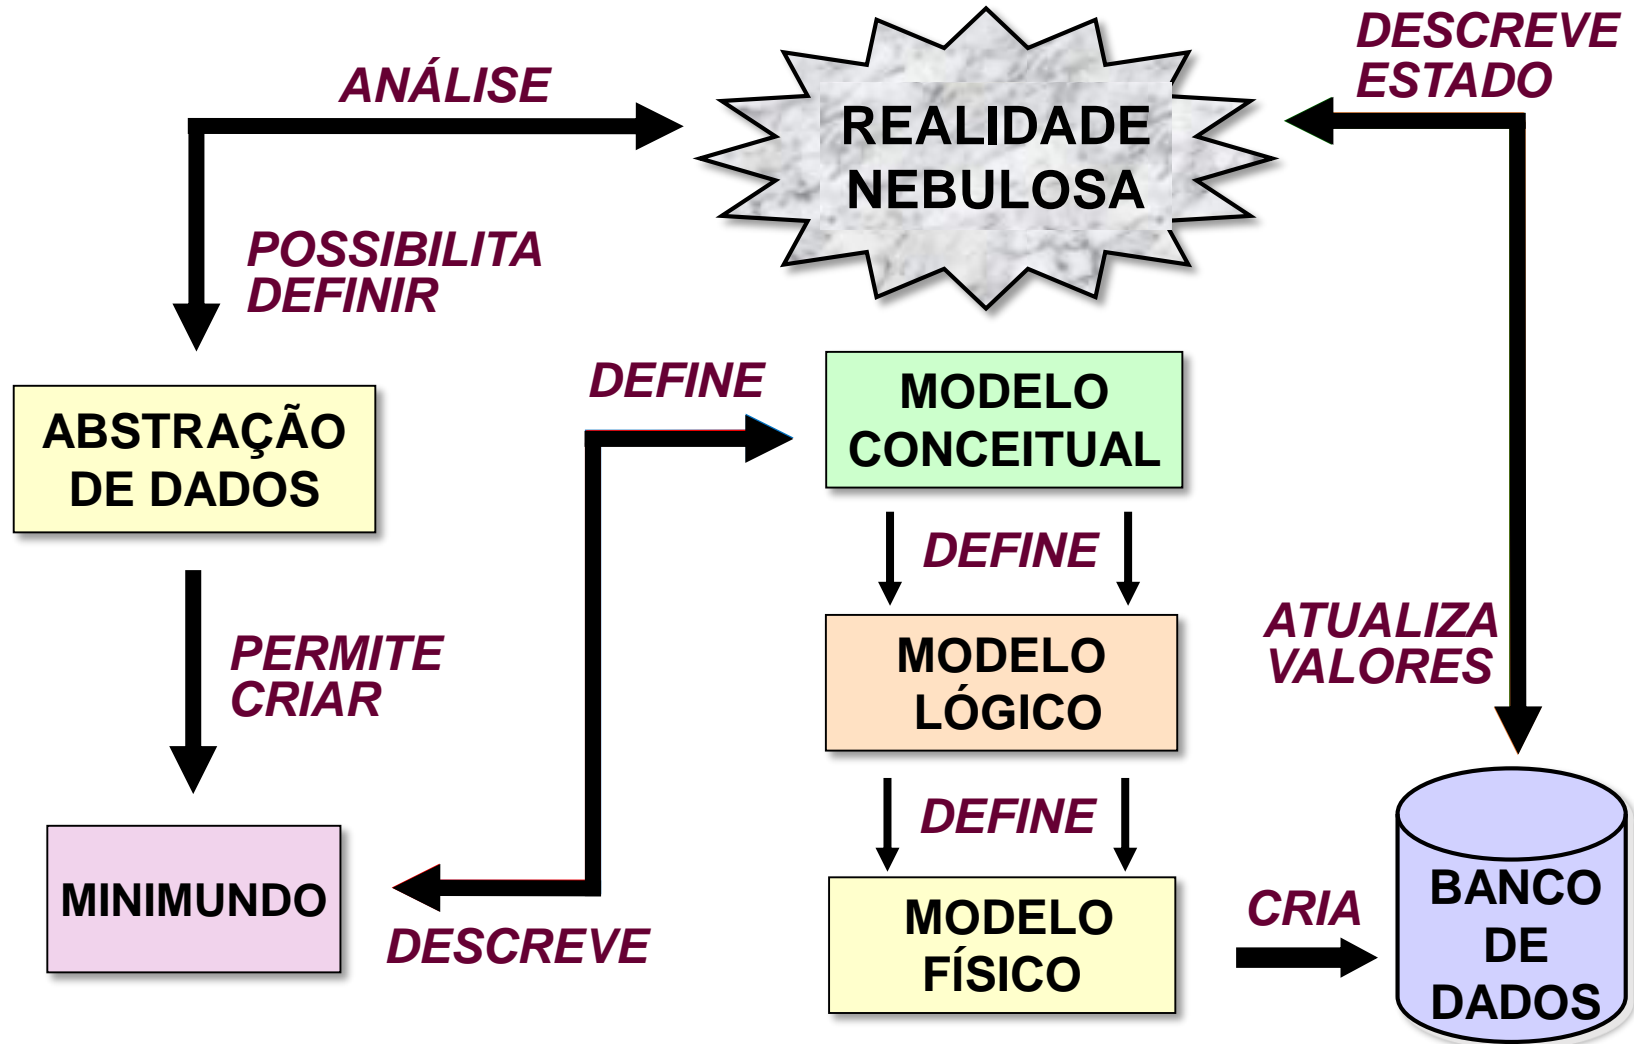 ANÁLISE
REALIDADE
NEBULOSA
DESCREVE
ESTADO
POSSIBILITA
DEFINIR
ABSTRAÇÃO
DE DADOS
DEFINE
MODELO
CONCEITUAL
DEFINE
PERMITE
CRIAR
MODELO
LÓGICO
ATUALIZA
VALORES
DEFINE
MINIMUNDO
DESCREVE
MODELO
FÍSICO
CRIA
BANCO
DE
DADOS